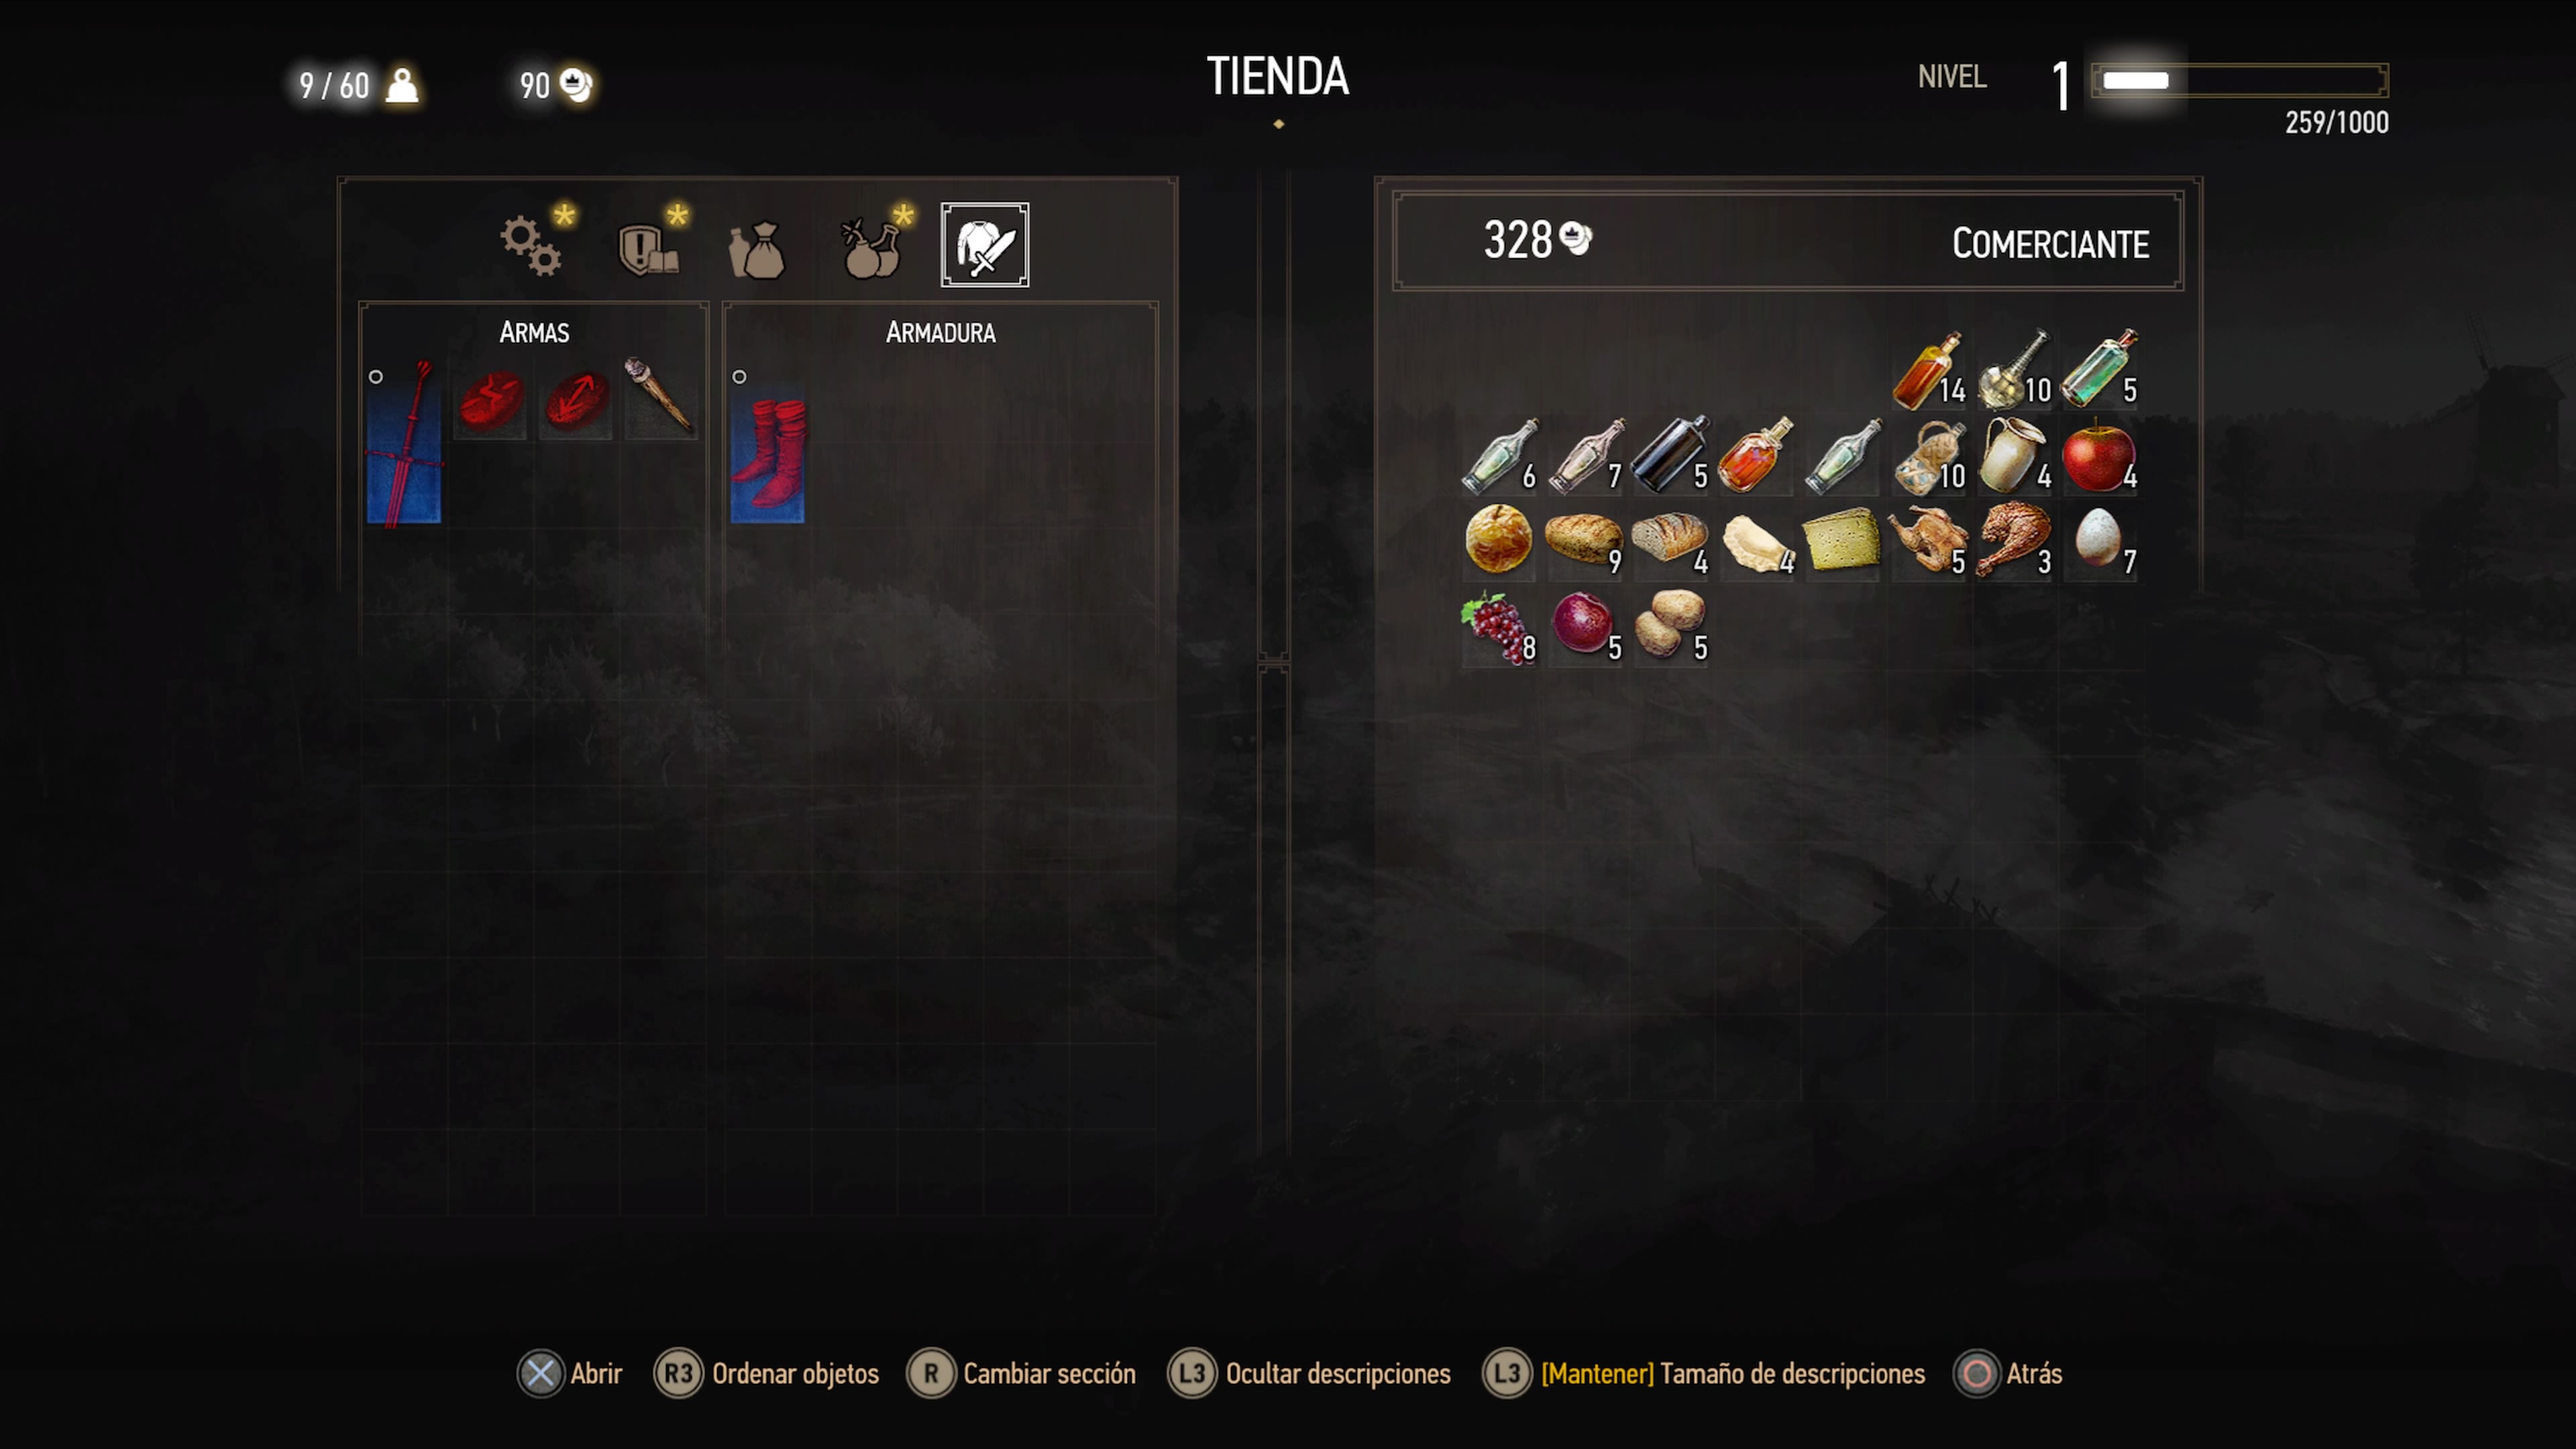 9 / 60
90
TIENDA
NIVEL 1
259/1000
328
COMERCIANTE
ARMAS
ARMADURA
14 10 5
6 7 5 10 4 4
9 4 4 5 3 7
8 5 5
Abrir R3 Ordenar objetos R Cambiar sección L3 Ocultar descripciones L3 [Mantener] Tamaño de descripciones Atrás